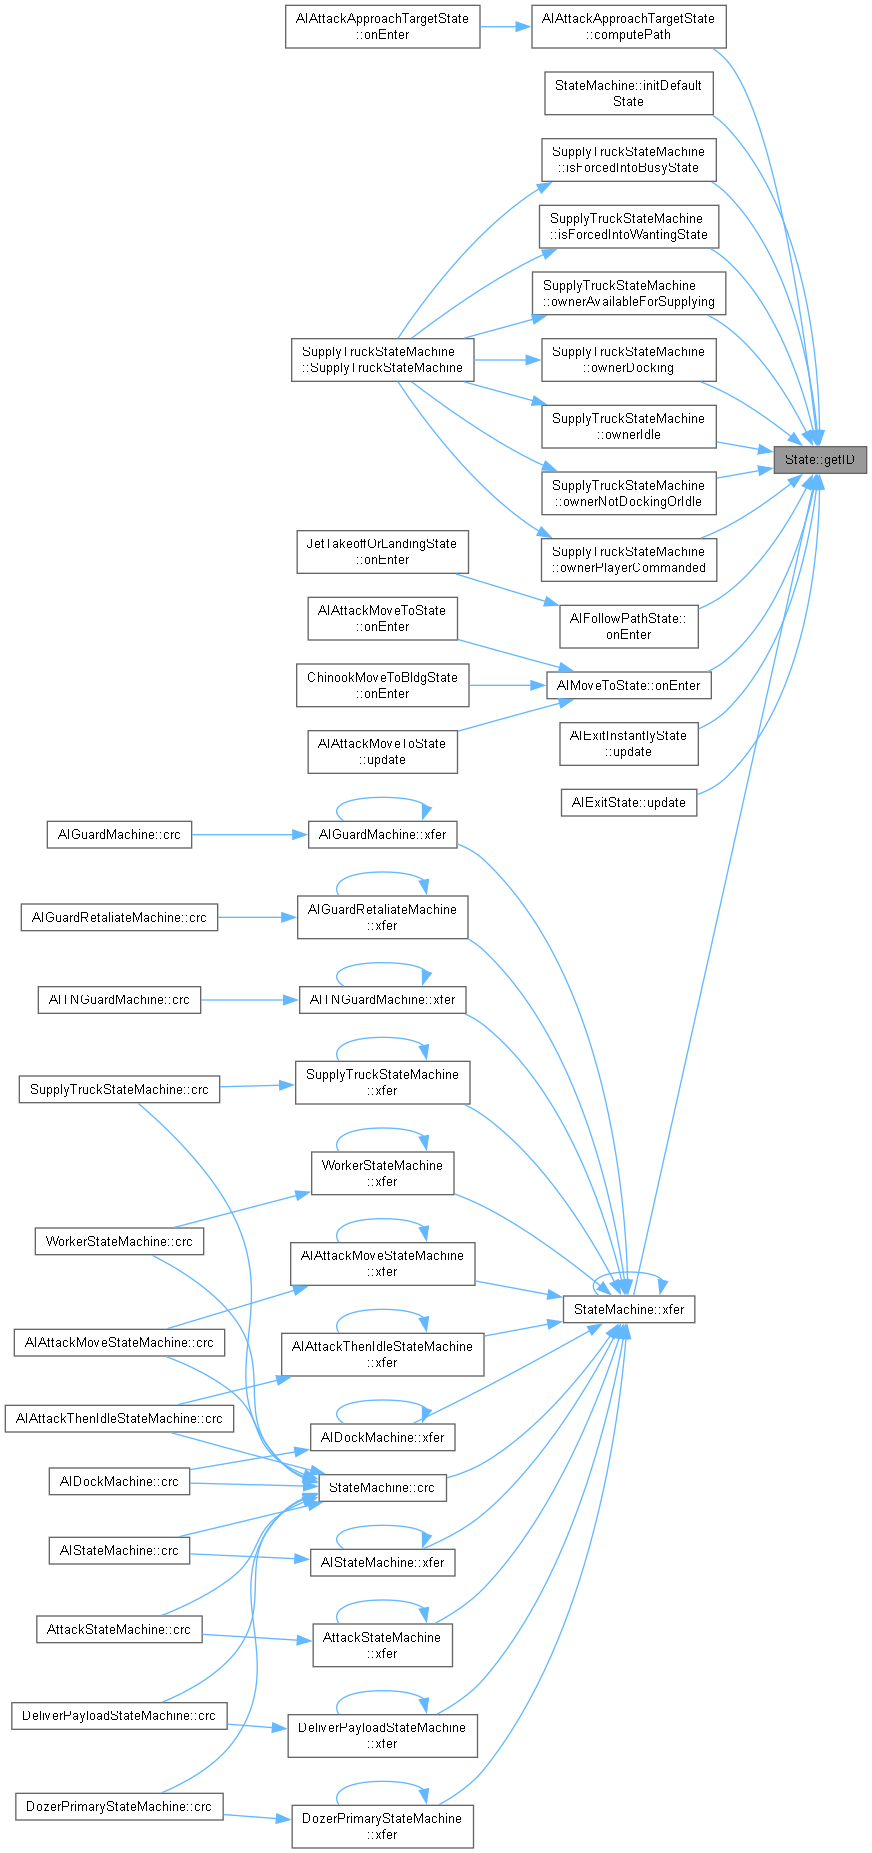 AIAttackApproachTargetState
::onEnter
AIAttackApproachTargetState
::computePath
StateMachine::initDefault
State
SupplyTruckStateMachine
::isForcedIntoBusyState
SupplyTruckStateMachine
::isForcedIntoWantingState
SupplyTruckStateMachine
::ownerAvailableForSupplying
SupplyTruckStateMachine
::SupplyTruckStateMachine
SupplyTruckStateMachine
::ownerDocking
SupplyTruckStateMachine
::ownerIdle
State::getID
SupplyTruckStateMachine
::ownerNotDockingOrIdle
JetTakeoffOrLandingState
::onEnter
SupplyTruckStateMachine
::ownerPlayerCommanded
AIAttackMoveToState
::onEnter
AIFollowPathState::
onEnter
ChinookMoveToBldgState
::onEnter
AIMoveToState::onEnter
AIAttackMoveToState
::update
AIExitInstantlyState
::update
AIExitState::update
AIGuardMachine::crc
AIGuardMachine::xfer
AIGuardRetaliateMachine::crc
AIGuardRetaliateMachine
::xfer
AITNGuardMachine::crc
AITNGuardMachine::xfer
SupplyTruckStateMachine::crc
SupplyTruckStateMachine
::xfer
WorkerStateMachine
::xfer
WorkerStateMachine::crc
AIAttackMoveStateMachine
::xfer
StateMachine::xfer
AIAttackMoveStateMachine::crc
AIAttackThenIdleStateMachine
::xfer
AIAttackThenIdleStateMachine::crc
AIDockMachine::xfer
AIDockMachine::crc
StateMachine::crc
AIStateMachine::crc
AIStateMachine::xfer
AttackStateMachine::crc
AttackStateMachine
::xfer
DeliverPayloadStateMachine::crc
DeliverPayloadStateMachine
::xfer
DozerPrimaryStateMachine::crc
DozerPrimaryStateMachine
::xfer